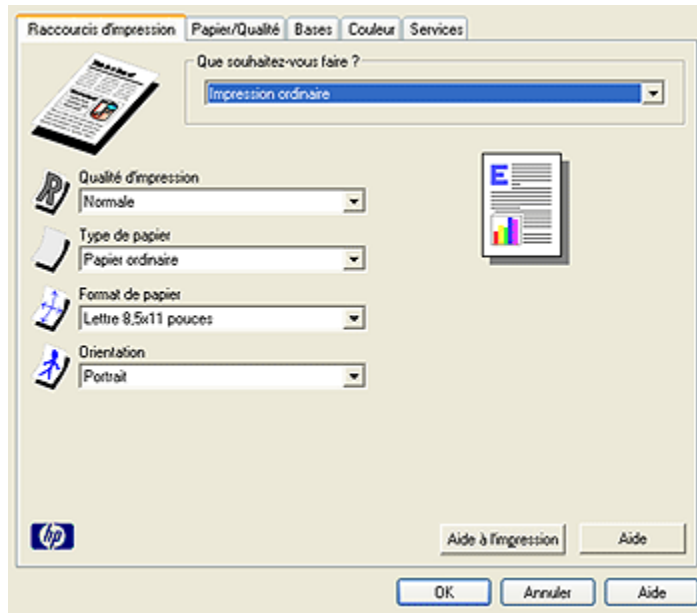 Raccourcis d'impression Papier/Qualité Bases Couleur Services
Que souhaitez-vous faire ?
Impression ordinaire
Qualité d'impression
Normale
Type de papier
Papier ordinaire
Format de papier
Lettre 8,5x11 pouces
Orientation
Portrait
E
hp
Aide à l'impression Aide
OK Annuler Aide